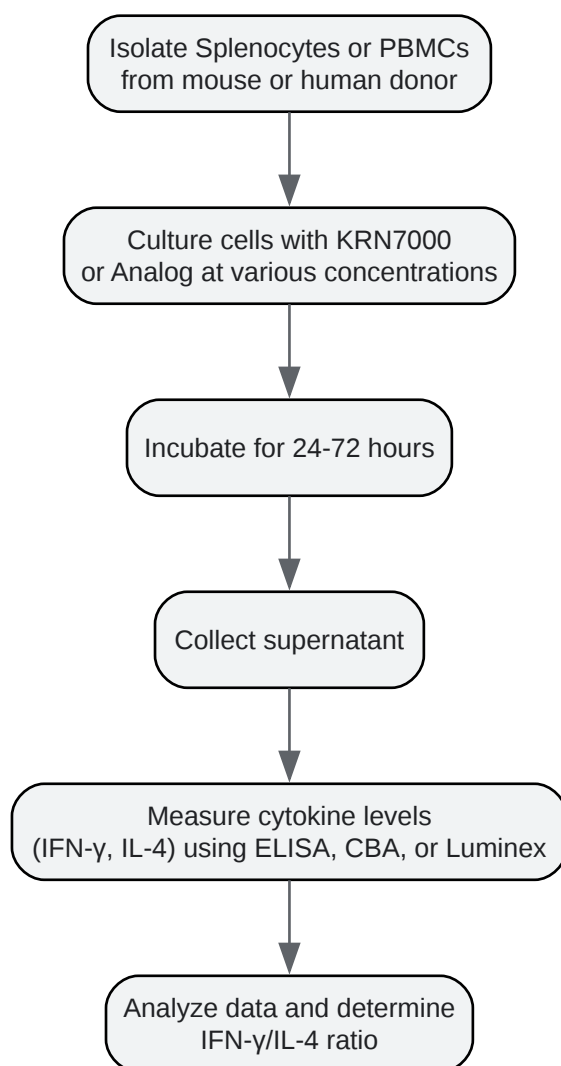 Isolate Splenocytes or PBMCs
from mouse or human donor
Culture cells with KRN7000
or Analog at various concentrations
Incubate for 24-72 hours
Collect supernatant
Measure cytokine levels
(IFN-γ, IL-4) using ELISA, CBA, or Luminex
Analyze data and determine
IFN-γ/IL-4 ratio